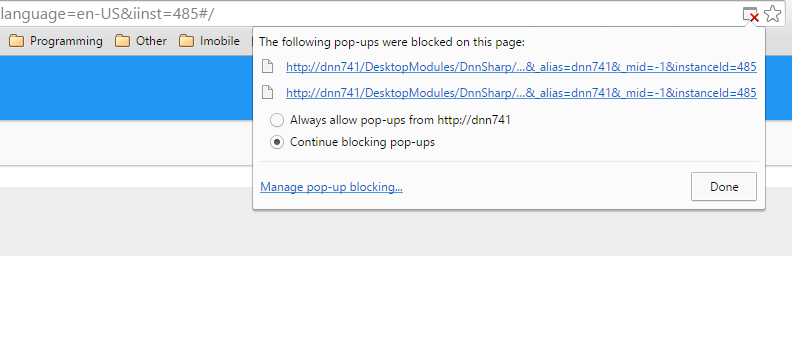 language=en-US&iinst=485#/
Programming Other Imobile
The following pop-ups were blocked on this page:
http://dnn741/DesktopModules/DnnSharp/...&_alias=dnn741&_mid=-1&instanceId=485
http://dnn741/DesktopModules/DnnSharp/...&_alias=dnn741&_mid=-1&instanceId=485
Always allow pop-ups from http://dnn741
Continue blocking pop-ups
Manage pop-up blocking...
Done